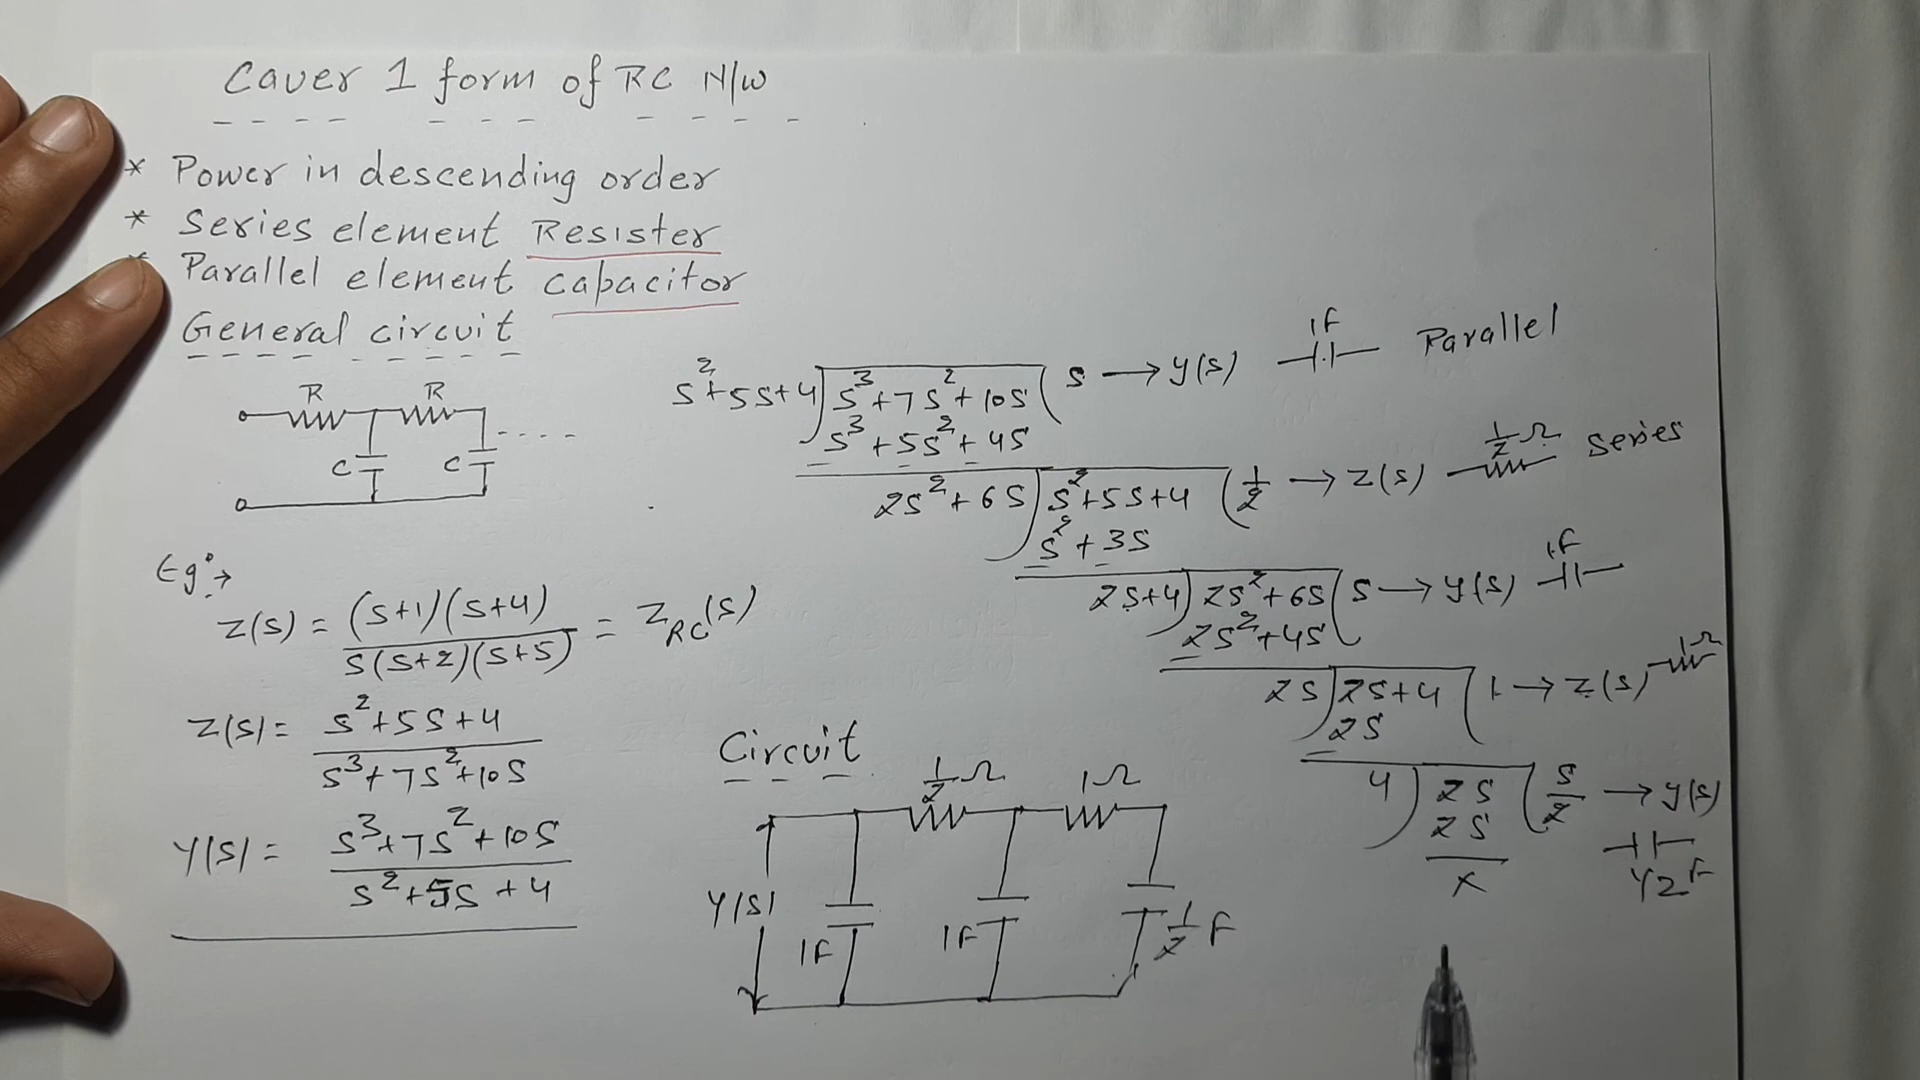 Cauer 1 form of RC N/W
* Power in descending order
* Series element Resister
* Parallel element capacitor
General circuit
R R
C C
Eg:→
Z(S) = (S+1)(S+4) / S(S+2)(S+5) = Z_RC(S)
Z(S) = S²+5S+4 / S³+7S²+10S
Y(S) = S³+7S²+10S / S²+5S+4
S²+5S+4) S³+7S²+10S (S → Y(S) 1F Parallel
S³+5S²+4S
2S²+6S) S²+5S+4 (1/2 → Z(S) 1/2 Ω Series
S²+3S
2S+4) 2S²+6S (S → Y(S) 1F
2S²+4S
2S) 2S+4 (1 → Z(S) 1Ω
2S
4) 2S (S/2 → Y(S)
2S
x
1/2 F
Circuit
1/2 Ω 1Ω
Y(S) 1F 1F 1/2 F